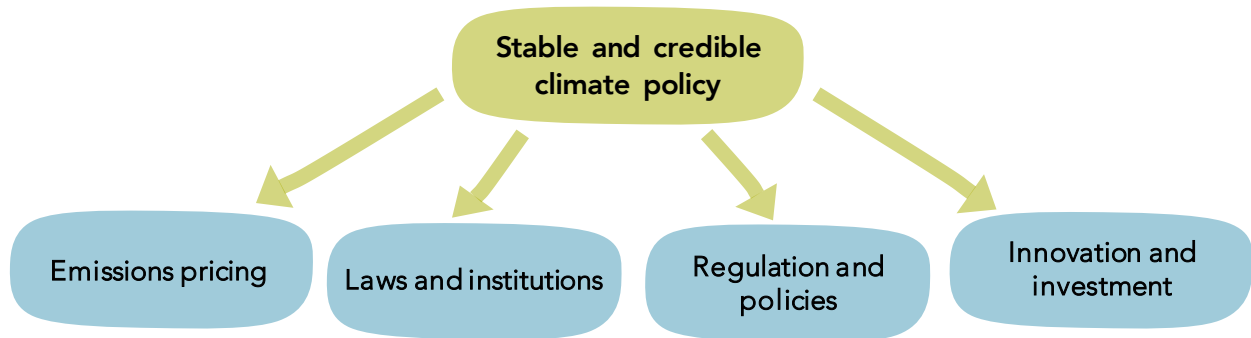 Stable and credible
climate policy
Emissions pricing
Laws and institutions
Regulation and
policies
Innovation and
investment